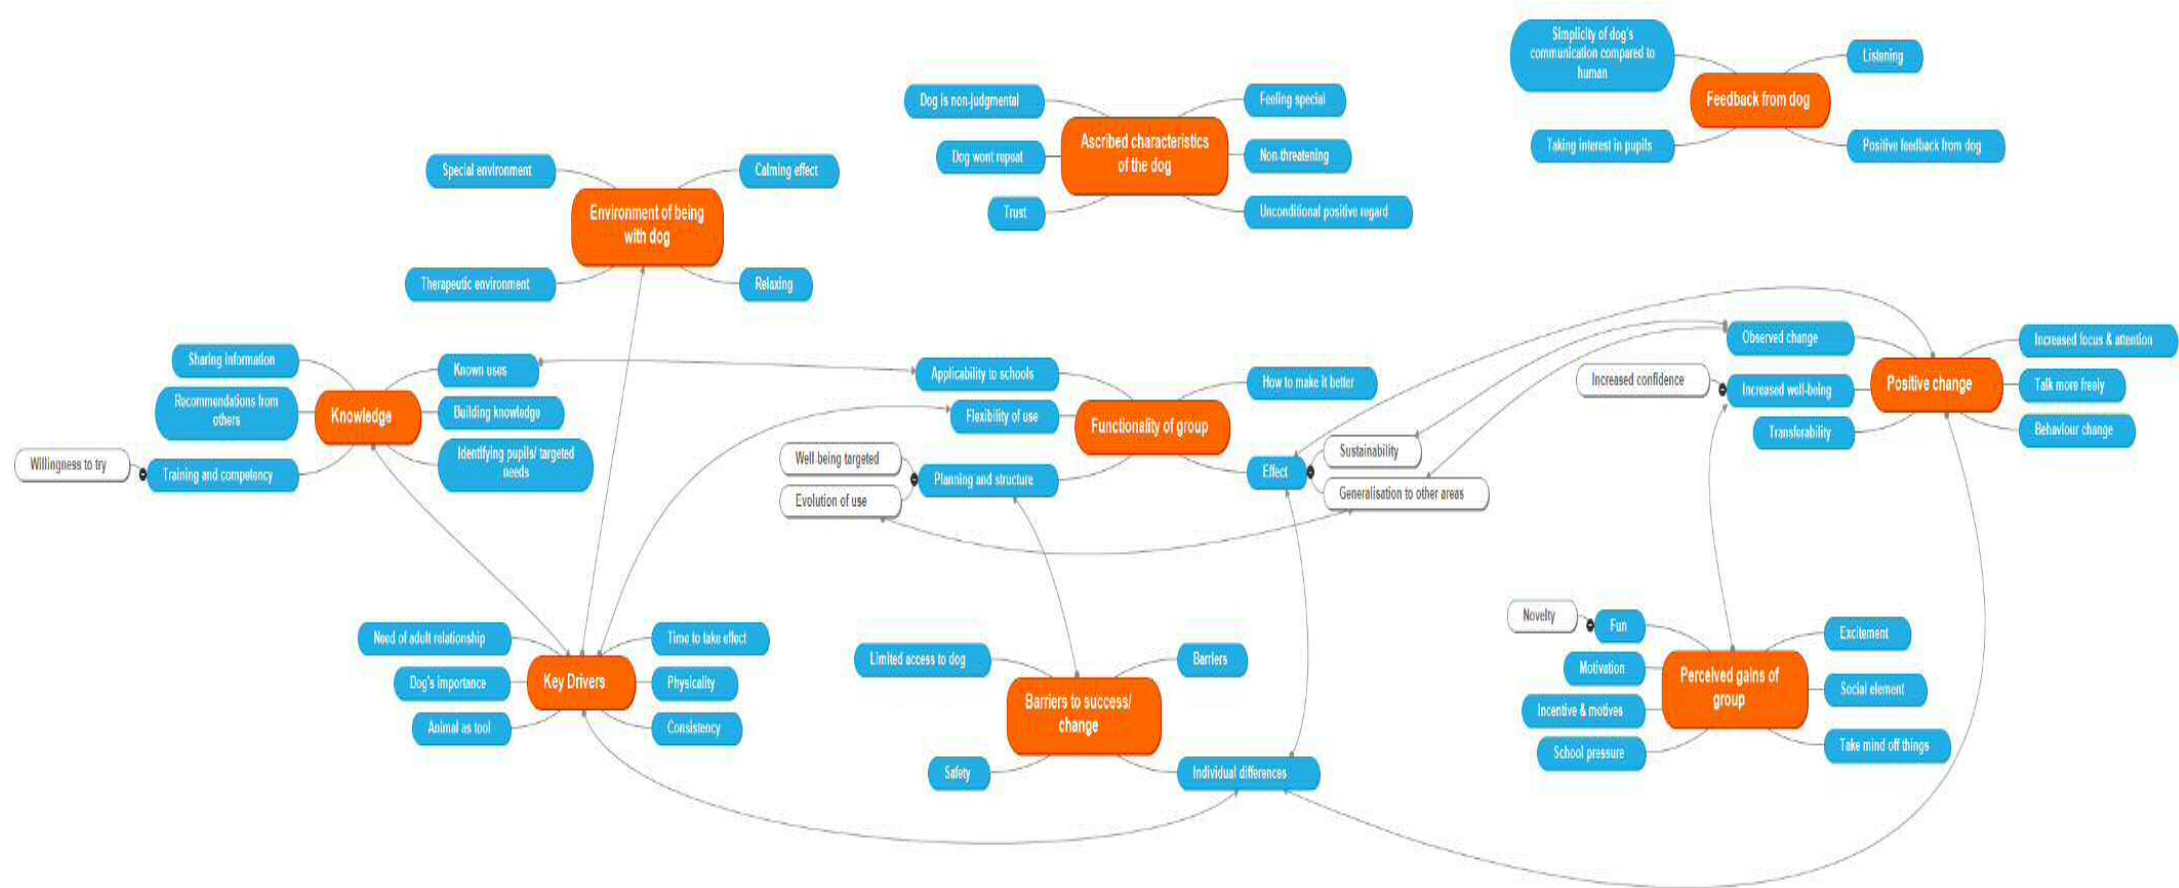 Simplicity of dog's
communication compared to
human
Listening
Feedback from dog
Taking interest in pupils
Positive feedback from dog
Dog is non-judgmental
Feeling special
Ascribed characteristics
of the dog
Dog wont repeat
Non-threatening
Trust
Unconditional positive regard
Special environment
Calming effect
Environment of being
with dog
Therapeutic environment
Relaxing
Sharing information
Known uses
Recommendations from
others
Knowledge
Building knowledge
Willingness to try
Training and competency
Identifying pupils/ targeted
needs
Applicability to schools
How to make it better
Flexibility of use
Functionality of group
Well being targeted
Planning and structure
Evolution of use
Effect
Sustainability
Generalisation to other areas
Observed change
Increased focus & attention
Increased confidence
Increased well-being
Positive change
Talk more freely
Transferability
Behaviour change
Need of adult relationship
Time to take effect
Dog's importance
Key Drivers
Physicality
Animal as tool
Consistency
Limited access to dog
Barriers
Barriers to success/
change
Safety
Individual differences
Novelty
Fun
Excitement
Motivation
Perceived gains of
group
Social element
Incentive & motives
School pressure
Take mind off things